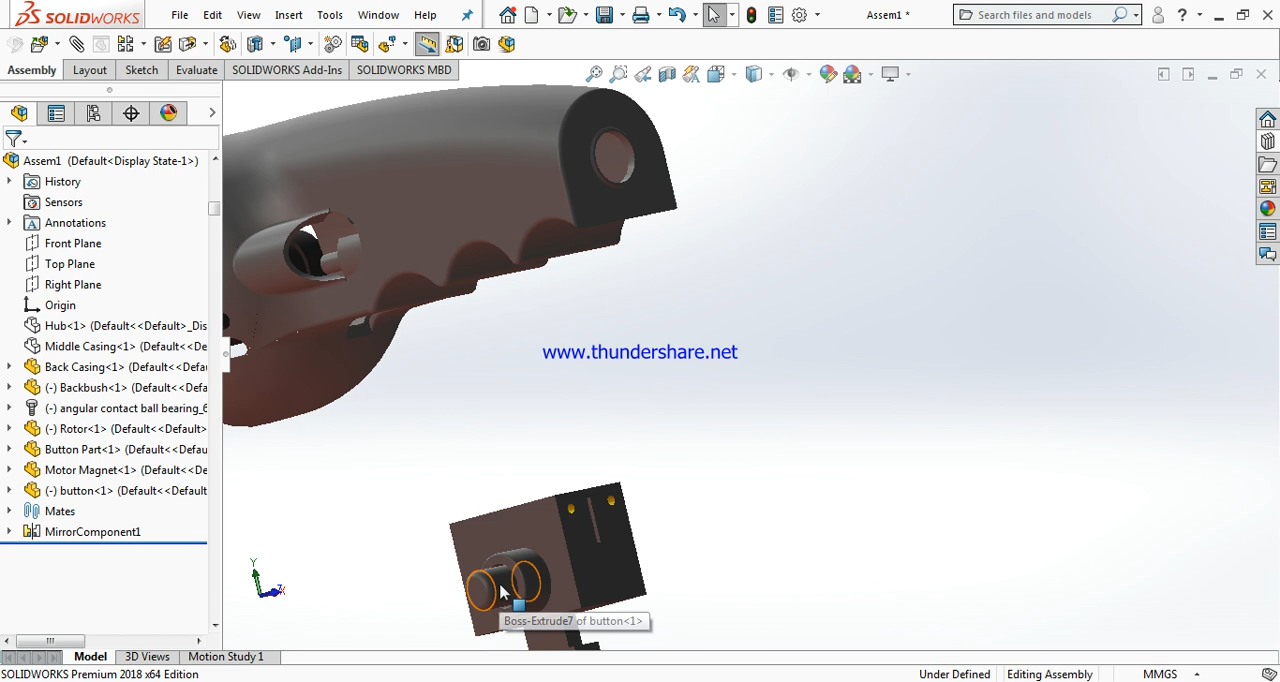 SOLIDWORKS File Edit View Insert Tools Window Help Assem1 * Search files and models ?
Assembly Layout Sketch Evaluate SOLIDWORKS Add-Ins SOLIDWORKS MBD
Assem1 (Default<Display State-1>)
History
Sensors
A Annotations
Front Plane
Top Plane
Right Plane
Origin
Hub<1> (Default<<Default>_Dis
Middle Casing<1> (Default<<De
www.thundershare.net
Back Casing<1> (Default<<Defa
(-) Backbush<1> (Default<<Defa
(-) angular contact ball bearing_6
(-) Rotor<1> (Default<<Default>
Button Part<1> (Default<<Defau
Motor Magnet<1> (Default<<De
(-) button<1> (Default<<Default
Mates
MirrorComponent1
Y
Z
X
Boss-Extrude7 of button<1>
Model 3D Views Motion Study 1
SOLIDWORKS Premium 2018 x64 Edition Under Defined Editing Assembly MMGS